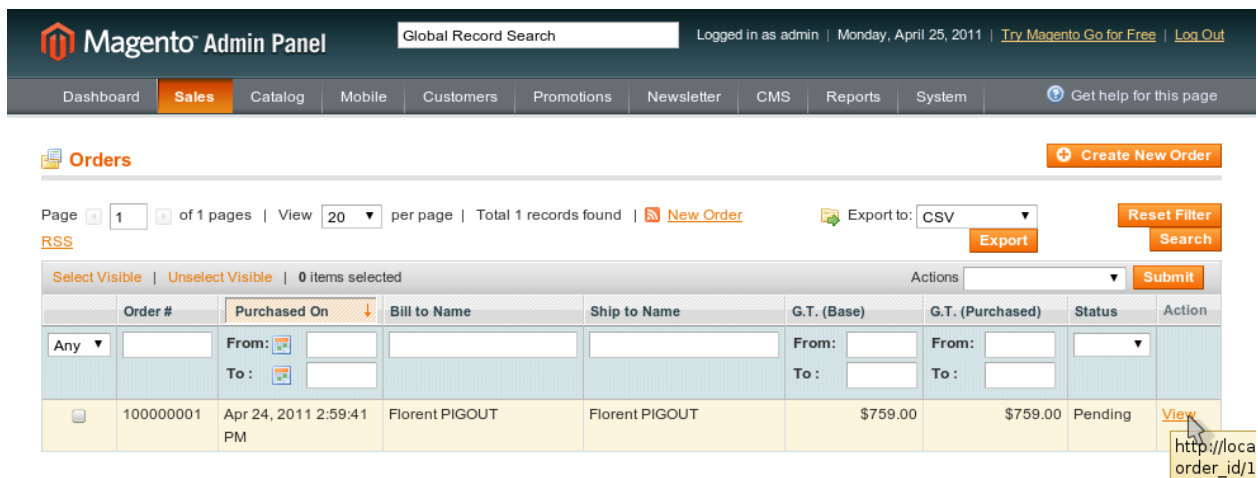 Magento Admin Panel Global Record Search Logged in as admin | Monday, April 25, 2011 | Try Magento Go for Free | Log Out
Dashboard Sales Catalog Mobile Customers Promotions Newsletter CMS Reports System Get help for this page
Orders Create New Order
Page 1 of 1 pages | View 20 per page | Total 1 records found | New Order Export to: CSV Reset Filter
RSS Export Search
Select Visible | Unselect Visible | 0 items selected Actions Submit
Order # Purchased On Bill to Name Ship to Name G.T. (Base) G.T. (Purchased) Status Action
Any From: From: From:
To : To : To :
100000001 Apr 24, 2011 2:59:41 Florent PIGOUT Florent PIGOUT $759.00 $759.00 Pending View
PM
http://loca
order_id/1